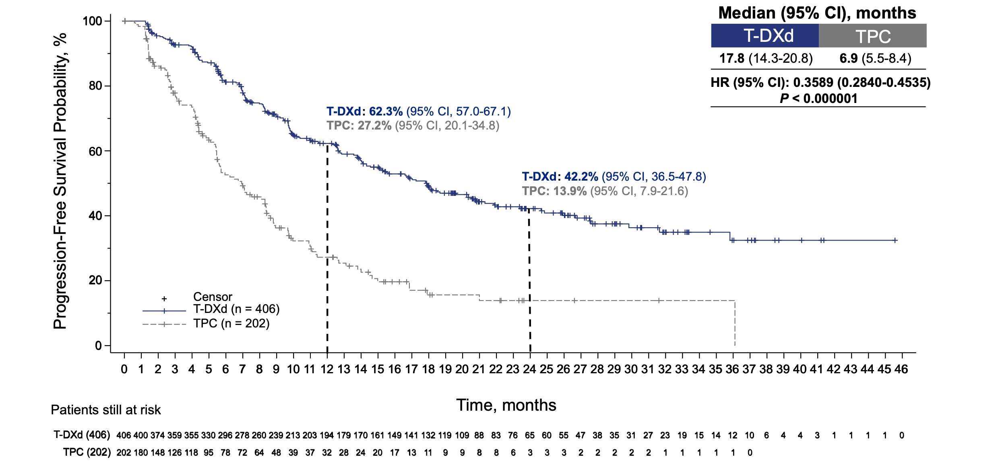 Median (95% CI), months
T-DXd TPC
17.8 (14.3-20.8) 6.9 (5.5-8.4)
HR (95% CI): 0.3589 (0.2840-0.4535)
P < 0.000001
Progression-Free Survival Probability, %
100
80
60
40
20
0
T-DXd: 62.3% (95% CI, 57.0-67.1)
TPC: 27.2% (95% CI, 20.1-34.8)
T-DXd: 42.2% (95% CI, 36.5-47.8)
TPC: 13.9% (95% CI, 7.9-21.6)
+ Censor
T-DXd (n = 406)
TPC (n = 202)
0 1 2 3 4 5 6 7 8 9 10 11 12 13 14 15 16 17 18 19 20 21 22 23 24 25 26 27 28 29 30 31 32 33 34 35 36 37 38 39 40 41 42 43 44 45 46
Time, months
Patients still at risk
T-DXd (406) 406 400 374 359 355 330 296 278 260 239 213 203 194 179 170 161 149 141 132 119 109 88 83 76 65 60 55 47 38 35 31 27 23 19 15 14 12 10 6 4 4 3 1 1 1 1 0
TPC (202) 202 180 148 126 118 95 78 72 64 48 39 37 32 28 24 20 17 13 11 9 9 8 8 6 3 3 3 2 2 2 2 2 1 1 1 1 1 0